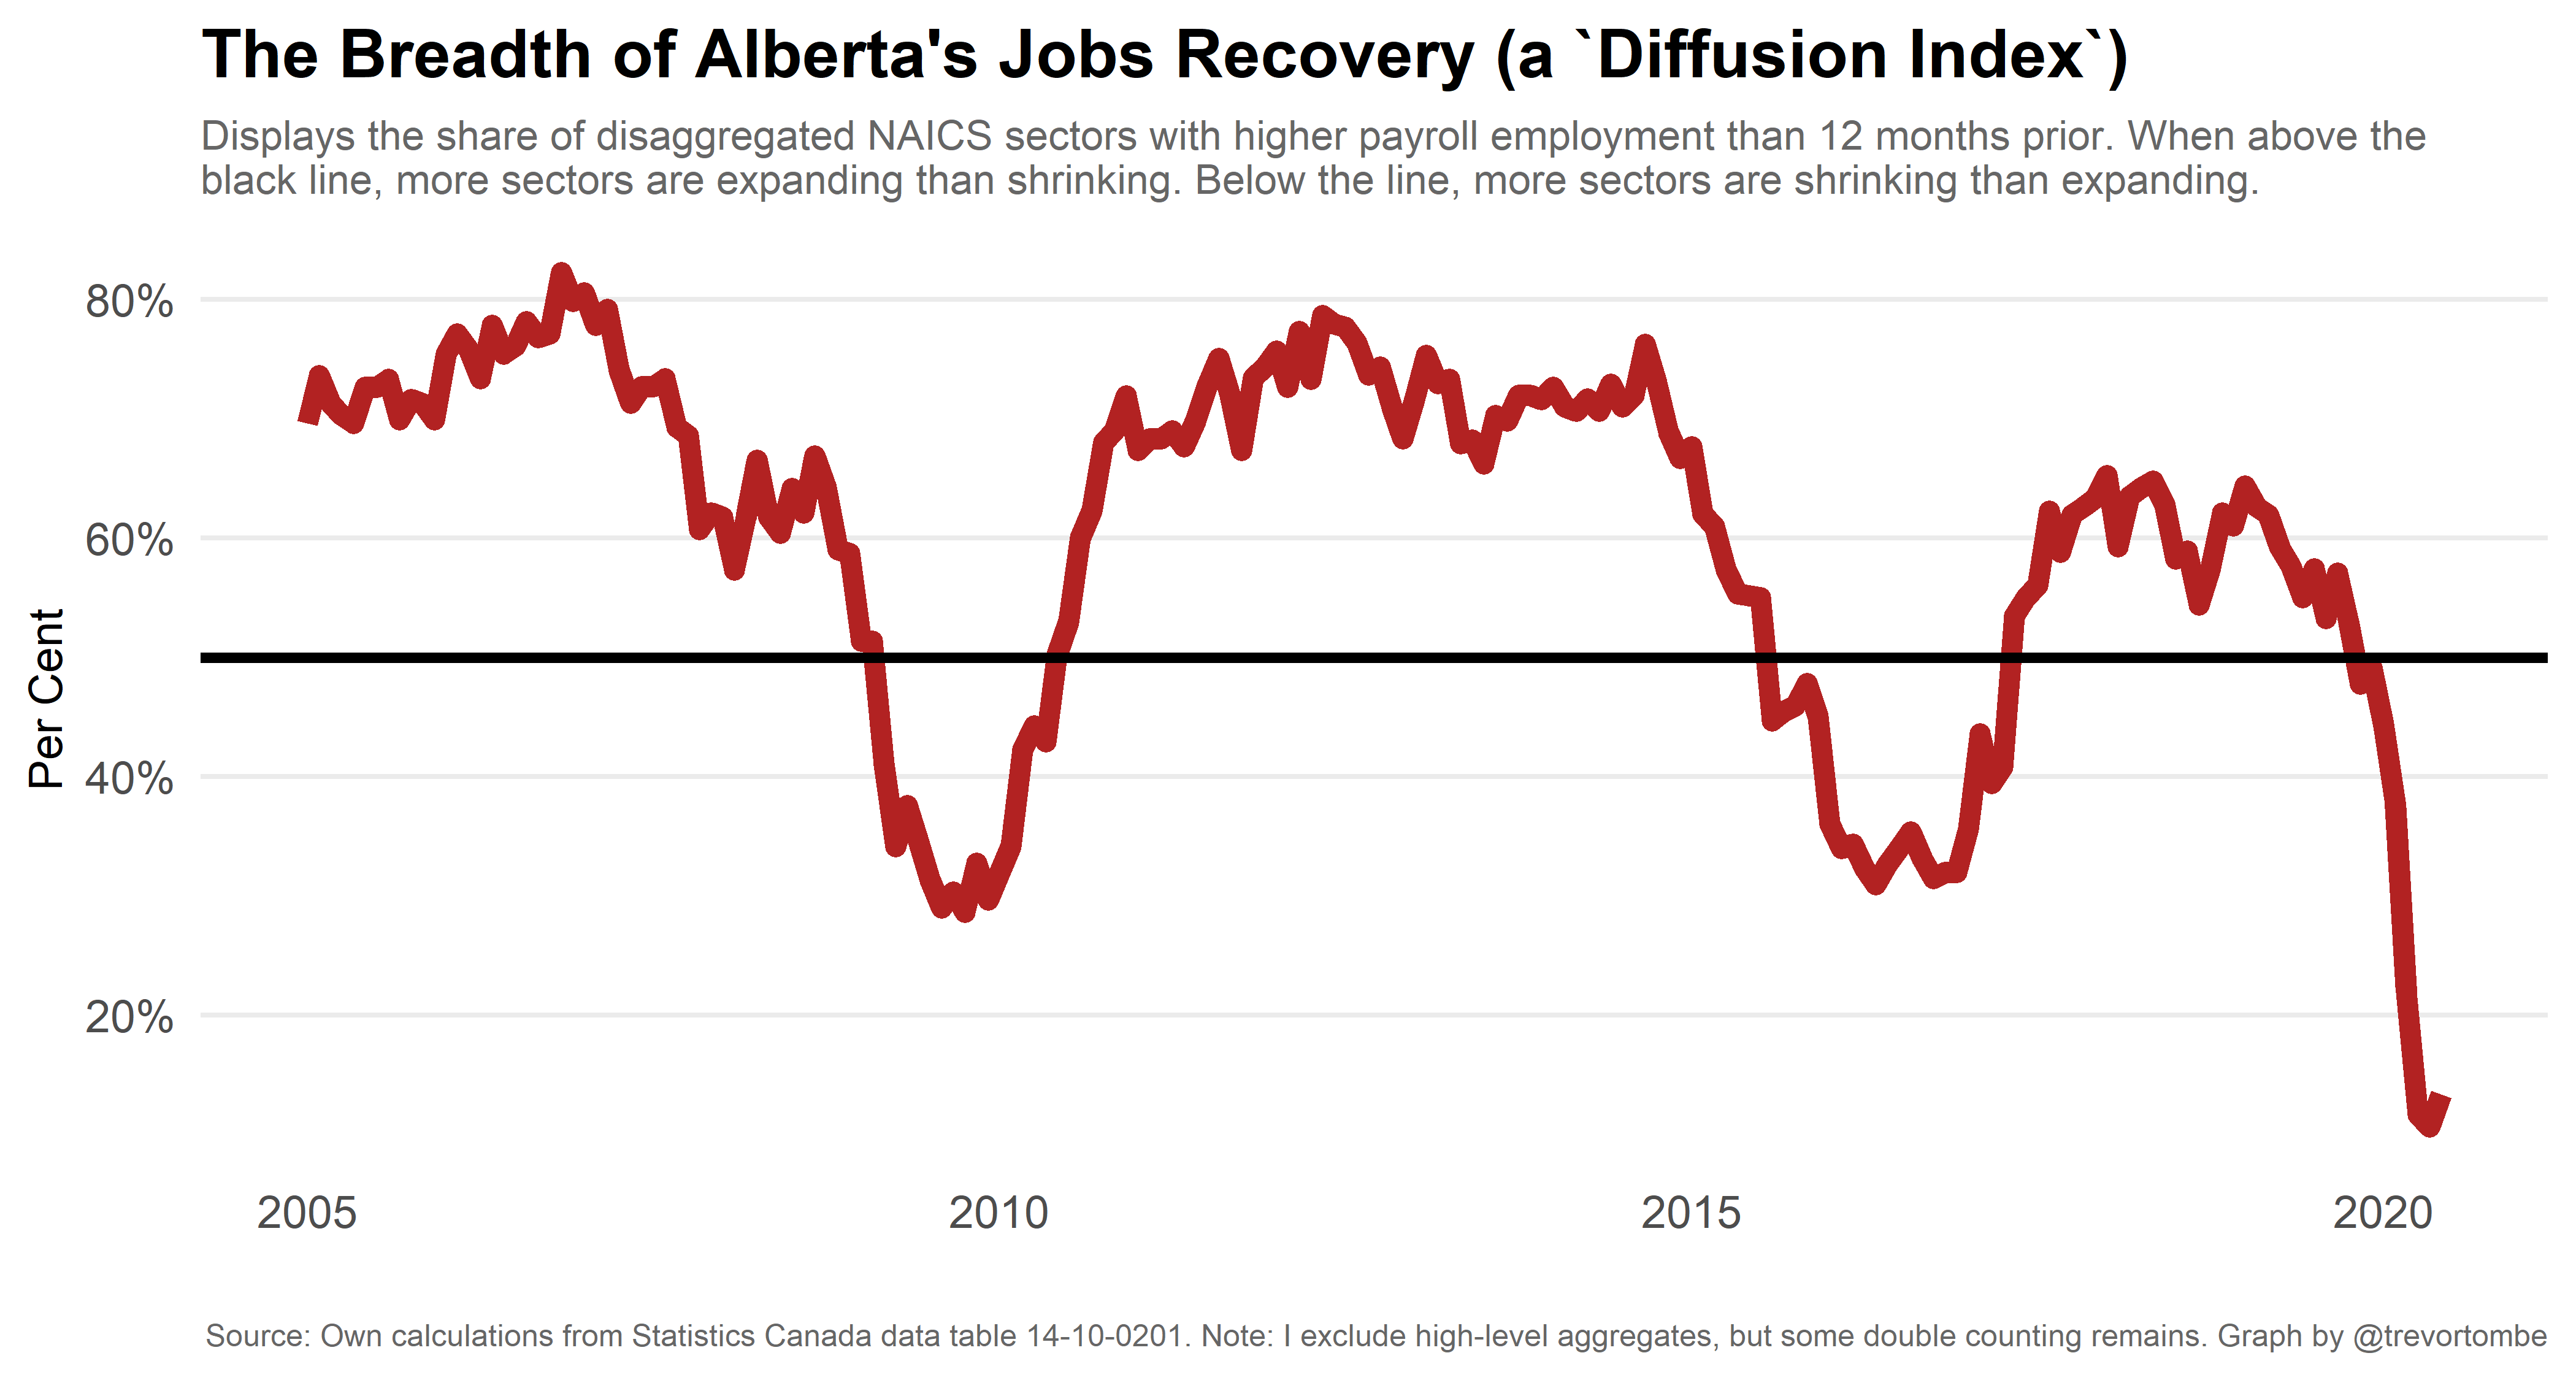 The Breadth of Alberta's Jobs Recovery (a `Diffusion Index`)
Displays the share of disaggregated NAICS sectors with higher payroll employment than 12 months prior. When above the
black line, more sectors are expanding than shrinking. Below the line, more sectors are shrinking than expanding.
80%
60%
40%
20%
Per Cent
2005 2010 2015 2020
Source: Own calculations from Statistics Canada data table 14-10-0201. Note: I exclude high-level aggregates, but some double counting remains. Graph by @trevortombe